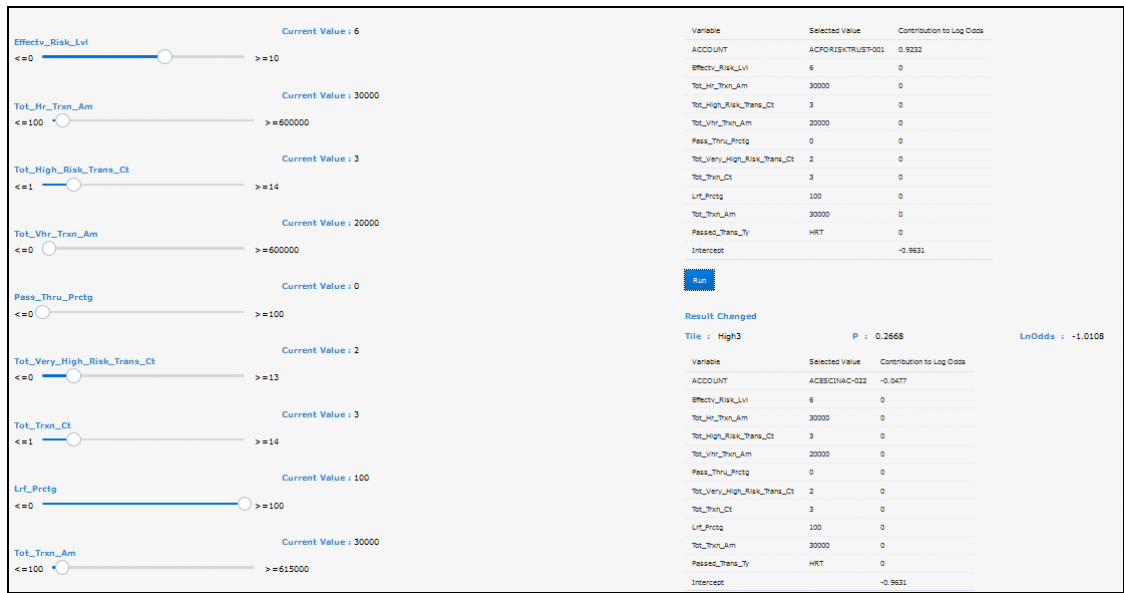 Current Value : 6
Effectv_Risk_Lvl
<=0 >=10
Current Value : 30000
Tot_Hr_Trxn_Am
<=100 >=600000
Current Value : 3
Tot_High_Risk_Trans_Ct
<=1 >=14
Current Value : 20000
Tot_Vhr_Trxn_Am
<=0 >=600000
Current Value : 0
Pass_Thru_Prctg
<=0 >=100
Current Value : 2
Tot_Very_High_Risk_Trans_Ct
<=0 >=13
Current Value : 3
Tot_Trxn_Ct
<=1 >=14
Current Value : 100
Lrf_Prctg
<=0 >=100
Current Value : 30000
Tot_Trxn_Am
<=100 >=615000
Variable Selected Value Contribution to Log Odds
ACCOUNT ACFORISKTRUST-001 0.9232
Effectv_Risk_Lvl 6 0
Tot_Hr_Trxn_Am 30000 0
Tot_High_Risk_Trans_Ct 3 0
Tot_Vhr_Trxn_Am 20000 0
Pass_Thru_Prctg 0 0
Tot_Very_High_Risk_Trans_Ct 2 0
Tot_Trxn_Ct 3 0
Lrf_Prctg 100 0
Tot_Trxn_Am 30000 0
Passed_Trans_Ty HRT 0
Intercept -0.9631
Run
Result Changed
Tile : High3 P : 0.2668 LnOdds : -1.0108
Variable Selected Value Contribution to Log Odds
ACCOUNT ACESCINAC-022 -0.0477
Effectv_Risk_Lvl 6 0
Tot_Hr_Trxn_Am 30000 0
Tot_High_Risk_Trans_Ct 3 0
Tot_Vhr_Trxn_Am 20000 0
Pass_Thru_Prctg 0 0
Tot_Very_High_Risk_Trans_Ct 2 0
Tot_Trxn_Ct 3 0
Lrf_Prctg 100 0
Tot_Trxn_Am 30000 0
Passed_Trans_Ty HRT 0
Intercept -0.9631